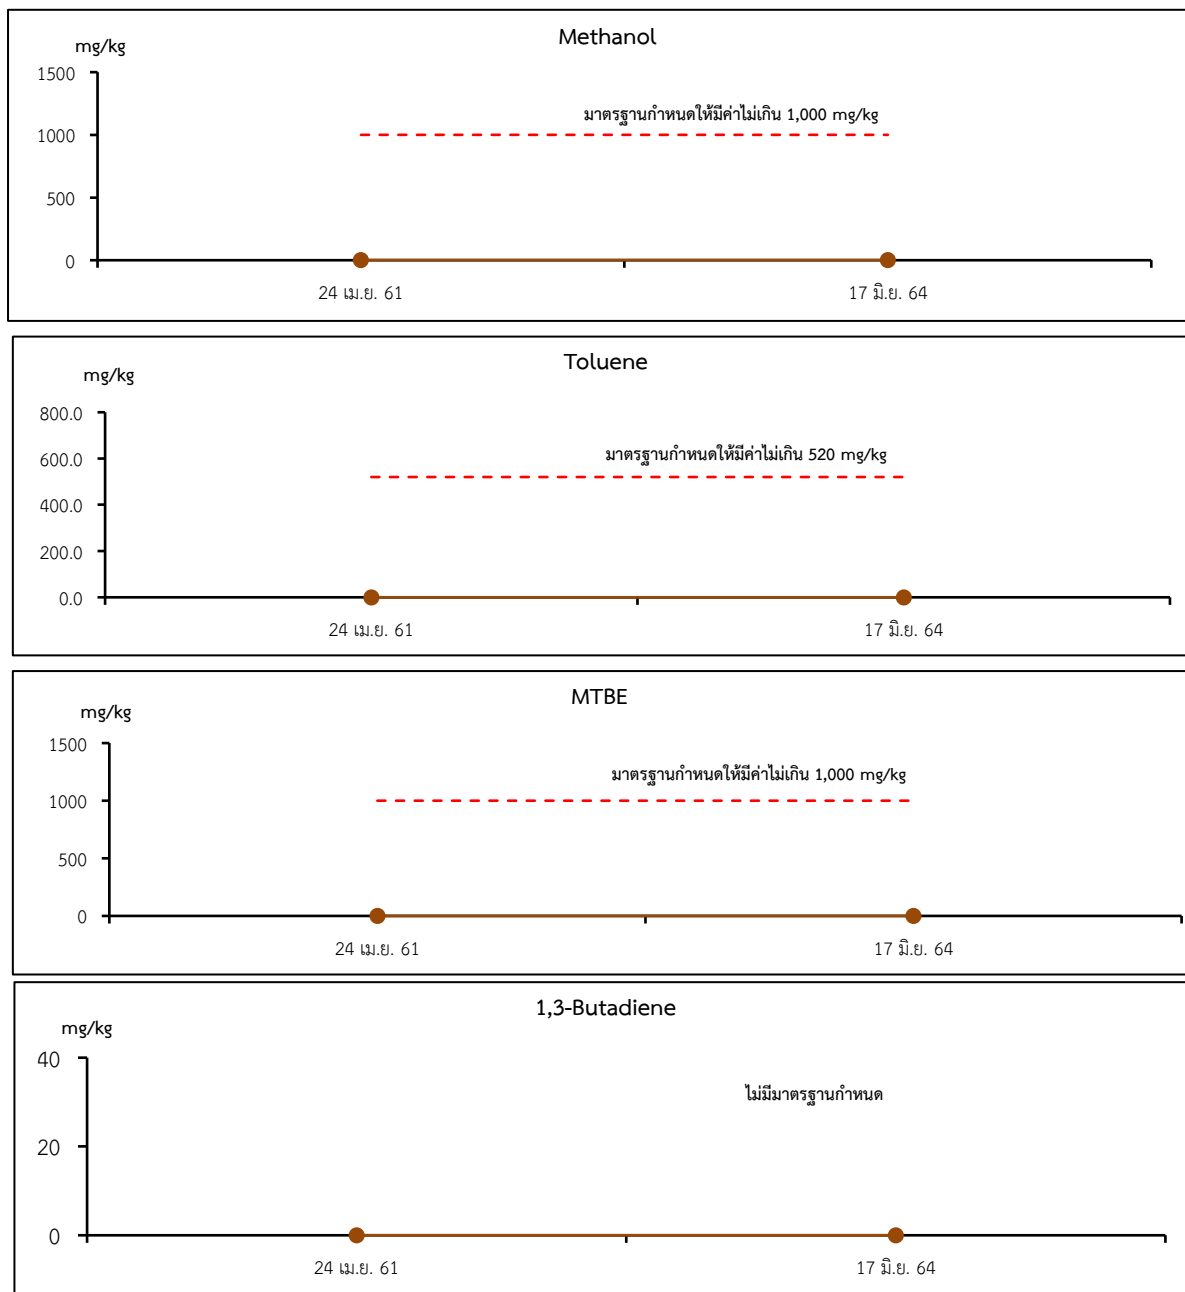 Methanol
mg/kg
1500
มาตรฐานกำหนดให้มีค่าไม่เกิน 1,000 mg/kg
1000
500
0
24 เม.ย. 61 17 มิ.ย. 64
Toluene
mg/kg
800.0
มาตรฐานกำหนดให้มีค่าไม่เกิน 520 mg/kg
600.0
400.0
200.0
0.0
24 เม.ย. 61 17 มิ.ย. 64
MTBE
mg/kg
1500
มาตรฐานกำหนดให้มีค่าไม่เกิน 1,000 mg/kg
1000
500
0
24 เม.ย. 61 17 มิ.ย. 64
1,3-Butadiene
mg/kg
40
ไม่มีมาตรฐานกำหนด
20
0
24 เม.ย. 61 17 มิ.ย. 64